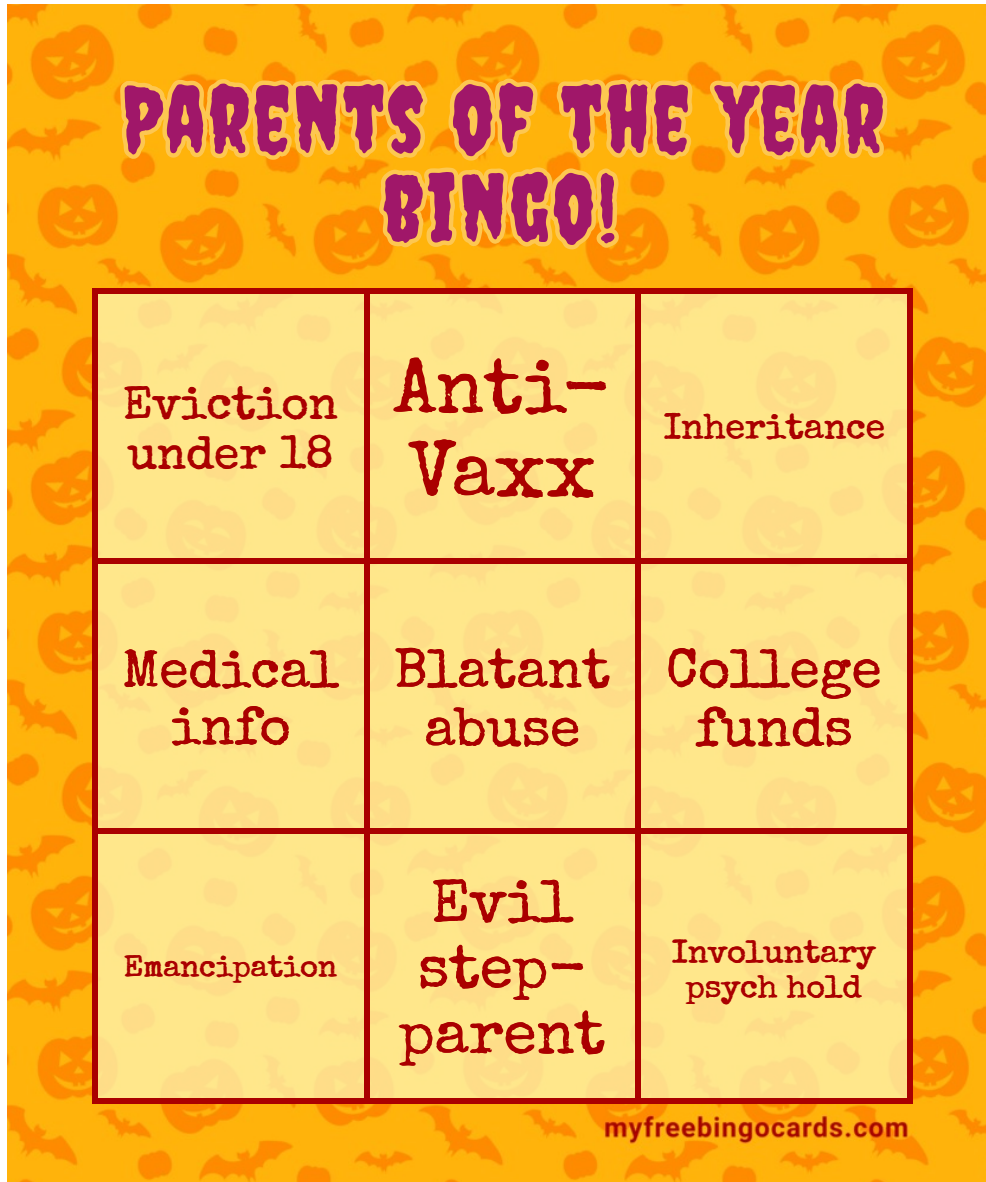 PARENTS OF THE YEAR
BINGO!
Eviction
under 18
Anti-
Vaxx
Inheritance
Medical
info
Blatant
abuse
College
funds
Emancipation
Evil
step-
parent
Involuntary
psych hold
myfreebingocards.com